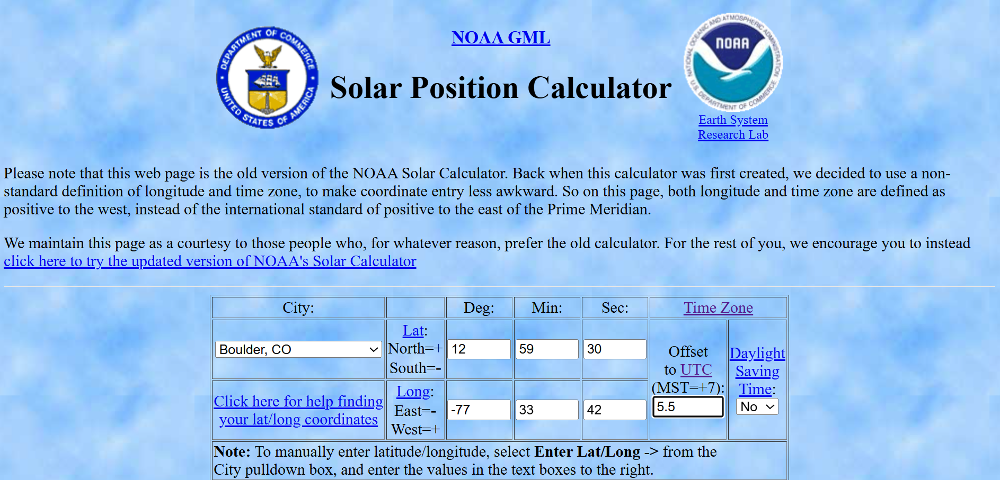 NOAA GML
Solar Position Calculator
DEPARTMENT OF COMMERCE
UNITED STATES OF AMERICA
NATIONAL OCEANIC AND ATMOSPHERIC ADMINISTRATION
NOAA
U.S. DEPARTMENT OF COMMERCE
Earth System
Research Lab
Please note that this web page is the old version of the NOAA Solar Calculator. Back when this calculator was first created, we decided to use a non-
standard definition of longitude and time zone, to make coordinate entry less awkward. So on this page, both longitude and time zone are defined as
positive to the west, instead of the international standard of positive to the east of the Prime Meridian.
We maintain this page as a courtesy to those people who, for whatever reason, prefer the old calculator. For the rest of you, we encourage you to instead
click here to try the updated version of NOAA's Solar Calculator
City:
Deg:
Min:
Sec:
Time Zone
Boulder, CO
Lat:
North=+
South=-
12
59
30
Offset
to UTC
(MST=+7):
5.5
Daylight
Saving
Time:
No
Click here for help finding
your lat/long coordinates
Long:
East=-
West=+
-77
33
42
Note: To manually enter latitude/longitude, select Enter Lat/Long -> from the
City pulldown box, and enter the values in the text boxes to the right.